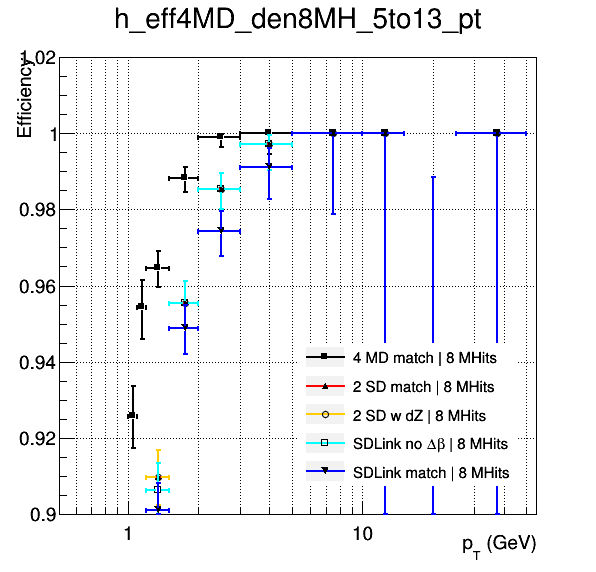 h_eff4MD_den8MH_5to13_pt
Efficiency
1.02
1
0.98
0.96
0.94
0.92
0.9
4 MD match | 8 MHits
2 SD match | 8 MHits
2 SD w dZ | 8 MHits
SDLink no Δβ | 8 MHits
SDLink match | 8 MHits
1
10
p_T (GeV)